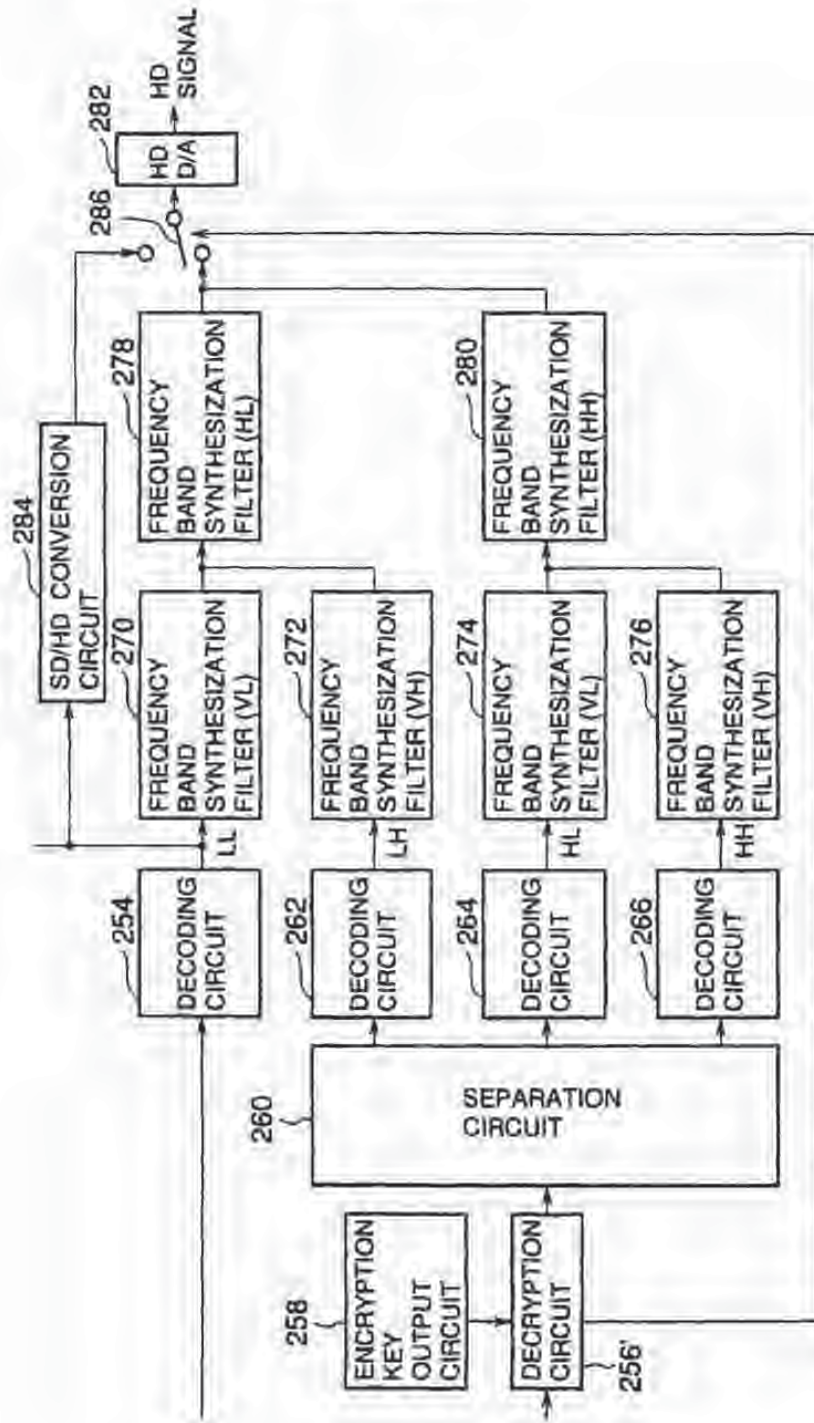 284
SD/HD CONVERSION
CIRCUIT
286
282
HD
D/A
HD
SIGNAL
254
DECODING
CIRCUIT
LL
270
FREQUENCY
BAND
SYNTHESIZATION
FILTER (VL)
278
FREQUENCY
BAND
SYNTHESIZATION
FILTER (HL)
260
SEPARATION
CIRCUIT
262
DECODING
CIRCUIT
LH
272
FREQUENCY
BAND
SYNTHESIZATION
FILTER (VH)
258
ENCRYPTION
KEY
OUTPUT
CIRCUIT
264
DECODING
CIRCUIT
HL
274
FREQUENCY
BAND
SYNTHESIZATION
FILTER (VL)
280
FREQUENCY
BAND
SYNTHESIZATION
FILTER (HH)
DECRYPTION
CIRCUIT
256'
266
DECODING
CIRCUIT
HH
276
FREQUENCY
BAND
SYNTHESIZATION
FILTER (VH)